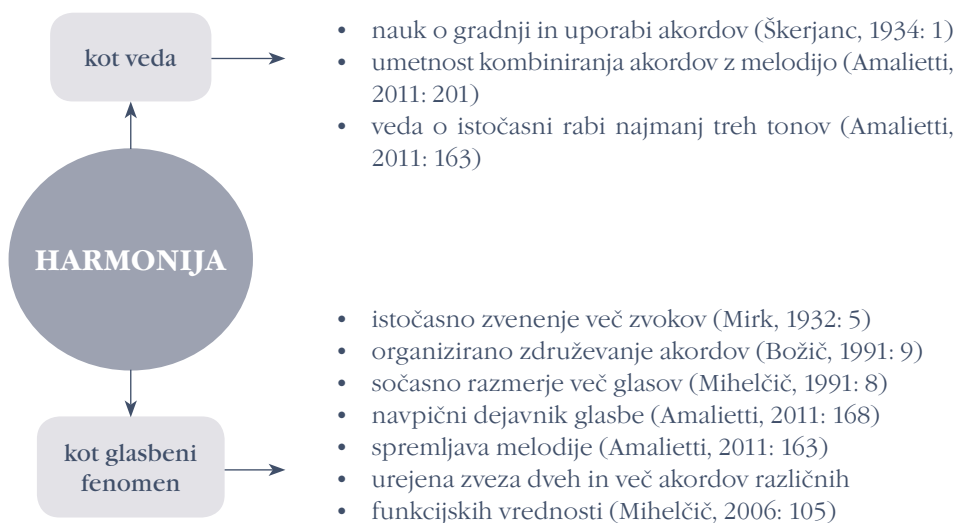 kot veda
• nauk o gradnji in uporabi akordov (Škerjanc, 1934: 1)
• umetnost kombiniranja akordov z melodijo (Amalietti,
2011: 201)
• veda o istočasni rabi najmanj treh tonov (Amalietti,
2011: 163)
HARMONIJA
• istočasno zvenenje več zvokov (Mirk, 1932: 5)
• organizirano združevanje akordov (Božič, 1991: 9)
• sočasno razmerje več glasov (Mihelčič, 1991: 8)
• navpični dejavnik glasbe (Amalietti, 2011: 168)
• spremljava melodije (Amalietti, 2011: 163)
• urejena zveza dveh in več akordov različnih
• funkcijskih vrednosti (Mihelčič, 2006: 105)
kot glasbeni
fenomen